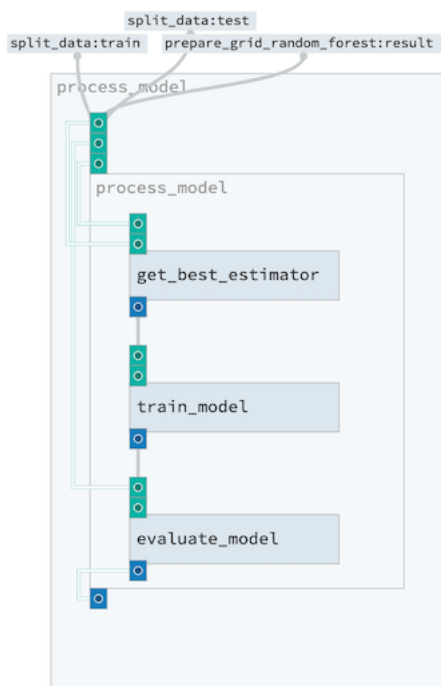 split_data:test
split_data:train
prepare_grid_random_forest:result
process_model
process_model
get_best_estimator
train_model
evaluate_model